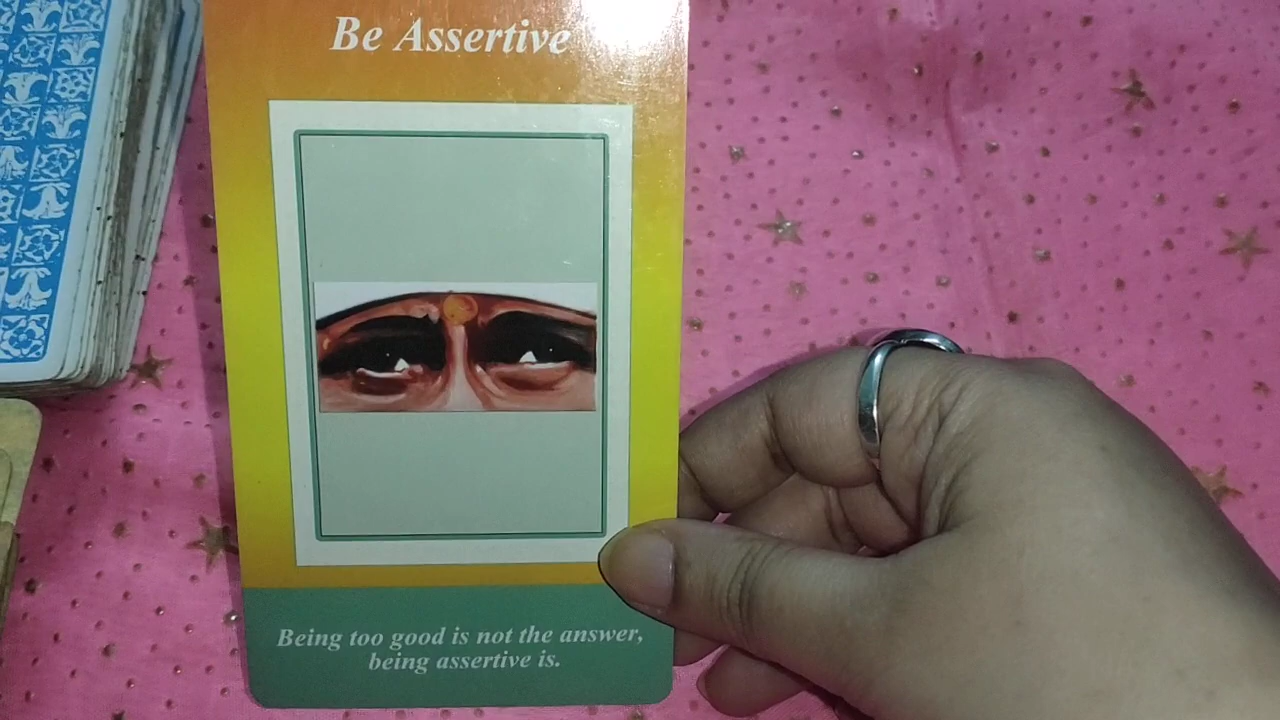 Be Assertive
Being too good is not the answer,
being assertive is.